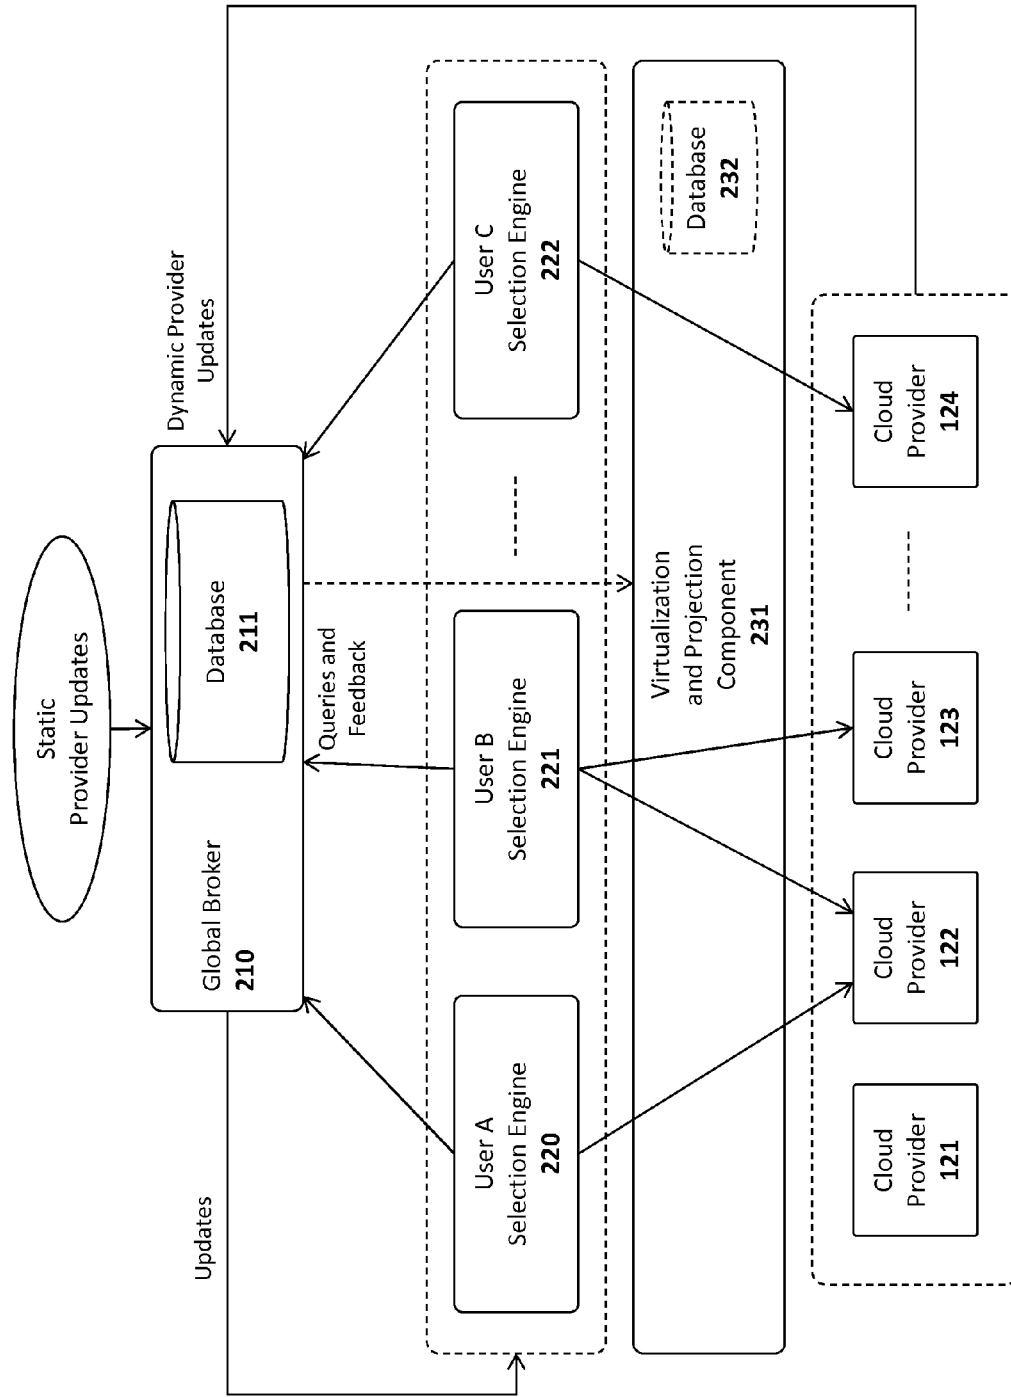 Static
Provider Updates
Dynamic Provider
Updates
Updates
Global Broker
210
Database
211
Queries and
Feedback
User A
Selection Engine
220
User B
Selection Engine
221
User C
Selection Engine
222
Virtualization
and Projection
Component
231
Database
232
Cloud
Provider
121
Cloud
Provider
122
Cloud
Provider
123
Cloud
Provider
124